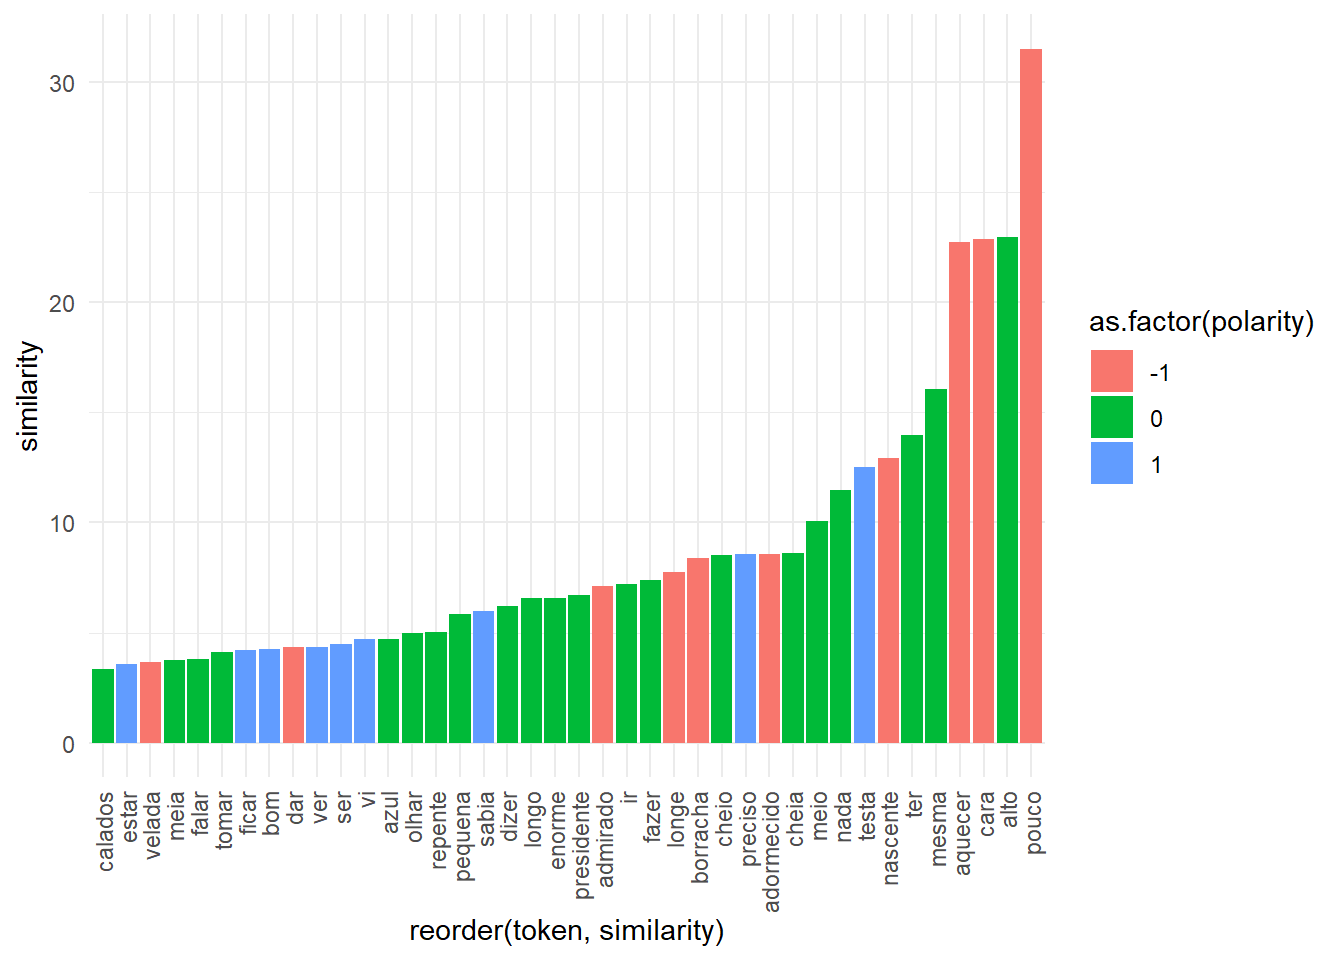 30
20
10
0
similarity
calados
estar
velada
meia
falar
tomar
ficar
bom
dar
ver
ser
vi
azul
olhar
repente
pequena
sabia
dizer
longo
enorme
presidente
admirado
ir
fazer
longe
borracha
cheio
preciso
adormecido
cheia
meio
nada
testa
nascente
ter
mesma
aquecer
cara
alto
pouco
reorder(token, similarity)
as.factor(polarity)
-1
0
1